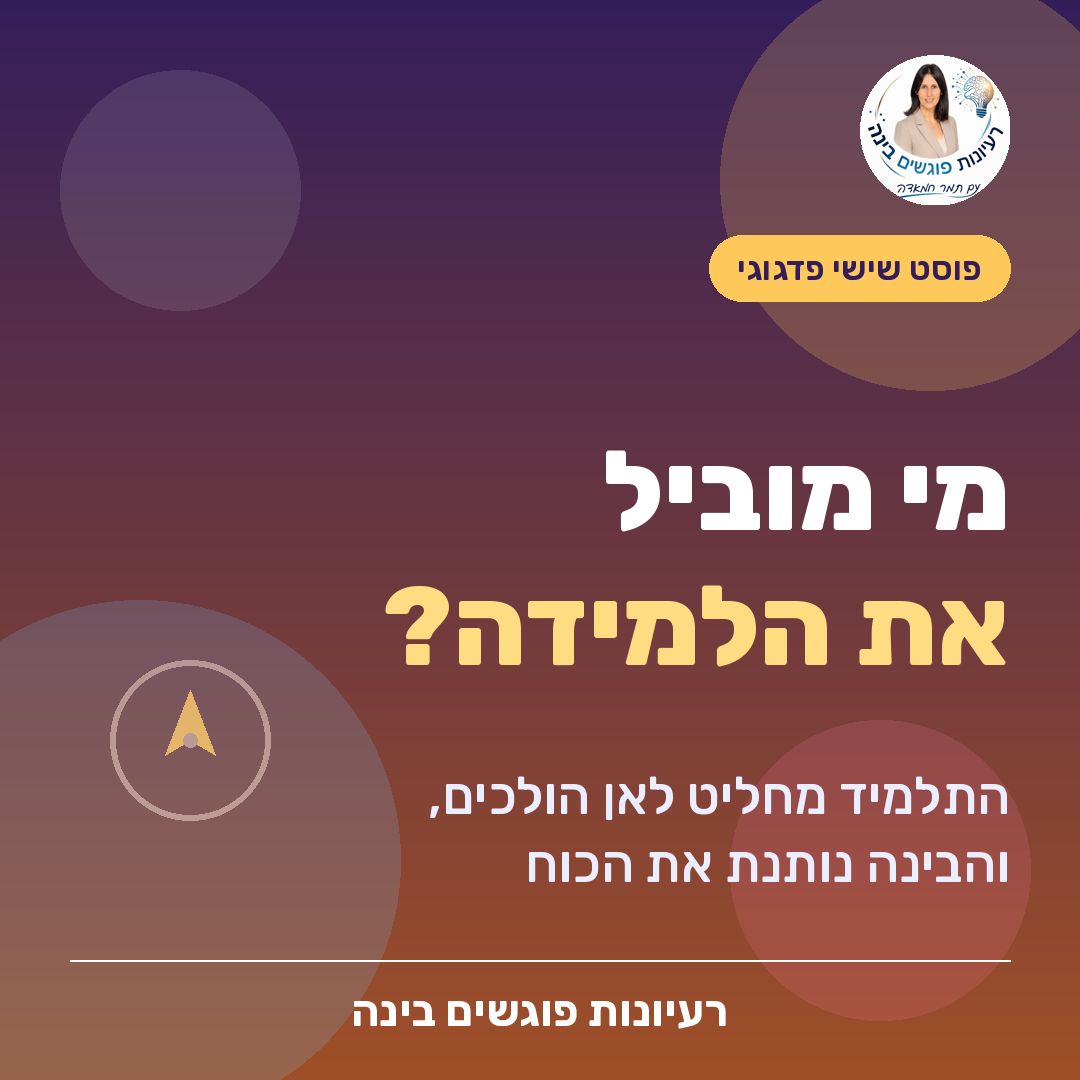 רעיונות פוגשים בינה
עם תמר חמאדה
פוסט שישי פדגוגי
מי מוביל
את הלמידה?
התלמיד מחליט לאן הולכים,
והבינה נותנת את הכוח
רעיונות פוגשים בינה